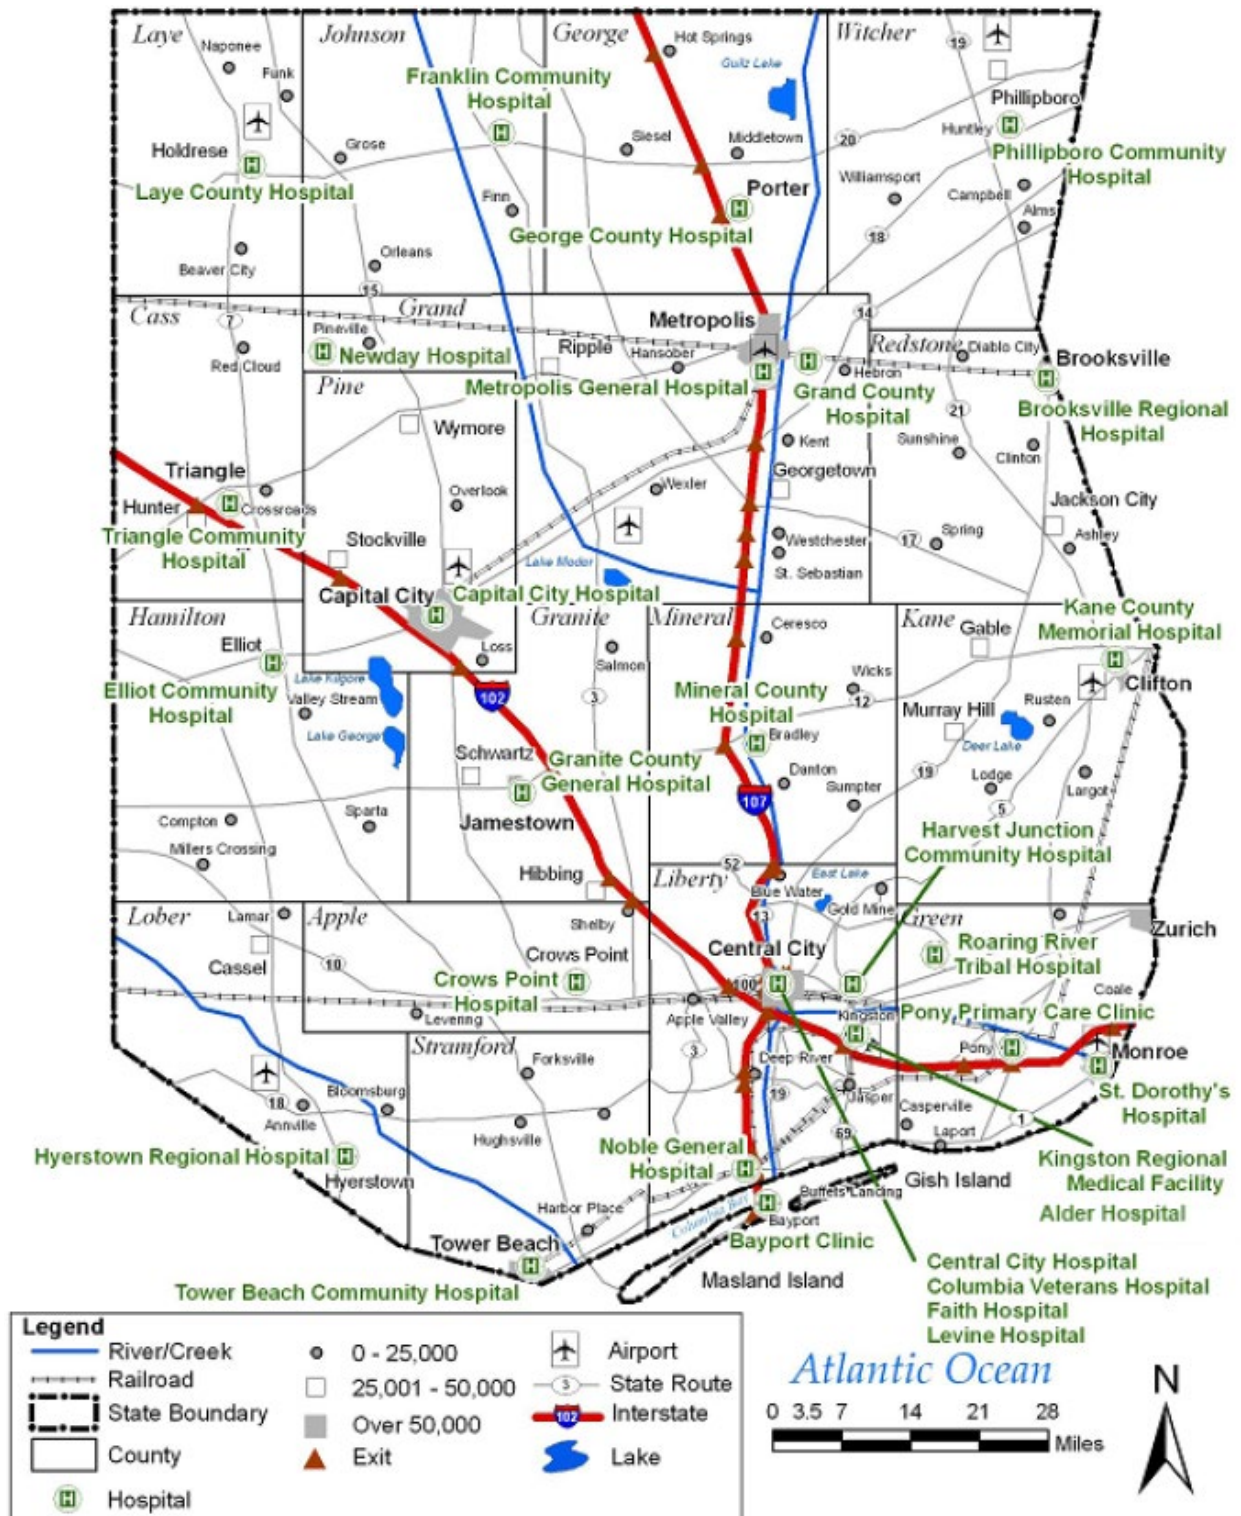 Laye
Johnson
George
Witcher
Naponee
Hot Springs
19
Funk
Franklin Community
Hospital
Phillipboro
Huntley
Holdrese
Grose
Siesel
Middletown
20
Laye County Hospital
Phillipboro Community
Hospital
Williamsport
Campbell
Finn
Porter
Alms
George County Hospital
18
Beaver City
Orleans
15
Cass
Grand
7
Metropolis
14
Pineville
Newday Hospital
Ripple
Hansober
Redstone
Diablo City
Brooksville
Red Cloud
Pine
Metropolis General Hospital
Hebron
Grand County
Hospital
21
Brooksville Regional
Hospital
Wymore
Kent
Sunshine
Clinton
Triangle
Georgetown
Hunter
Crossroads
Overlook
Wexler
Jackson City
Triangle Community
Hospital
Stockville
Westchester
17
Spring
Ashley
Lake Modor
St. Sebastian
Capital City
Capital City Hospital
Hamilton
Granite
Mineral
Kane
Kane County
Memorial Hospital
Elliot
Loss
Salmon
Ceresco
Gable
Elliot Community
Hospital
Lake Kilgore
102
3
Mineral County
Hospital
Wicks
12
Clifton
Valley Stream
Lake George
Bradley
Murray Hill
Rusten
Deer Lake
Schwartz
Granite County
General Hospital
Danton
Sumpter
19
Lodge
Largot
107
5
Jamestown
Compton
Sparta
Harvest Junction
Community Hospital
Millers Crossing
Hibbing
52
Liberty
East Lake
Blue Water
Gold Mine
Lober
Lamar
Apple
Shelby
13
Green
Zurich
Cassel
10
Crows Point
Central City
Roaring River
Tribal Hospital
Crows Point
Hospital
100
Coale
Levering
Apple Valley
Kingston
Pony Primary Care Clinic
Stramford
Forksville
3
Deep River
Pony
Monroe
18
Bloomsburg
Annville
19
Jasper
Casperville
St. Dorothy's
Hospital
Hughsville
69
Laport
1
Hyerstown Regional Hospital
Noble General
Hospital
Kingston Regional
Medical Facility
Hyerstown
Gish Island
Harbor Place
Columbia Bay
Buffets Landing
Alder Hospital
Bayport
Tower Beach
Bayport Clinic
Central City Hospital
Masland Island
Columbia Veterans Hospital
Tower Beach Community Hospital
Faith Hospital
Levine Hospital
Legend
River/Creek
Railroad
State Boundary
County
Hospital
0 - 25,000
25,001 - 50,000
Over 50,000
Exit
Airport
3
State Route
102
Interstate
Lake
Atlantic Ocean
N
0 3.5 7 14 21 28
Miles